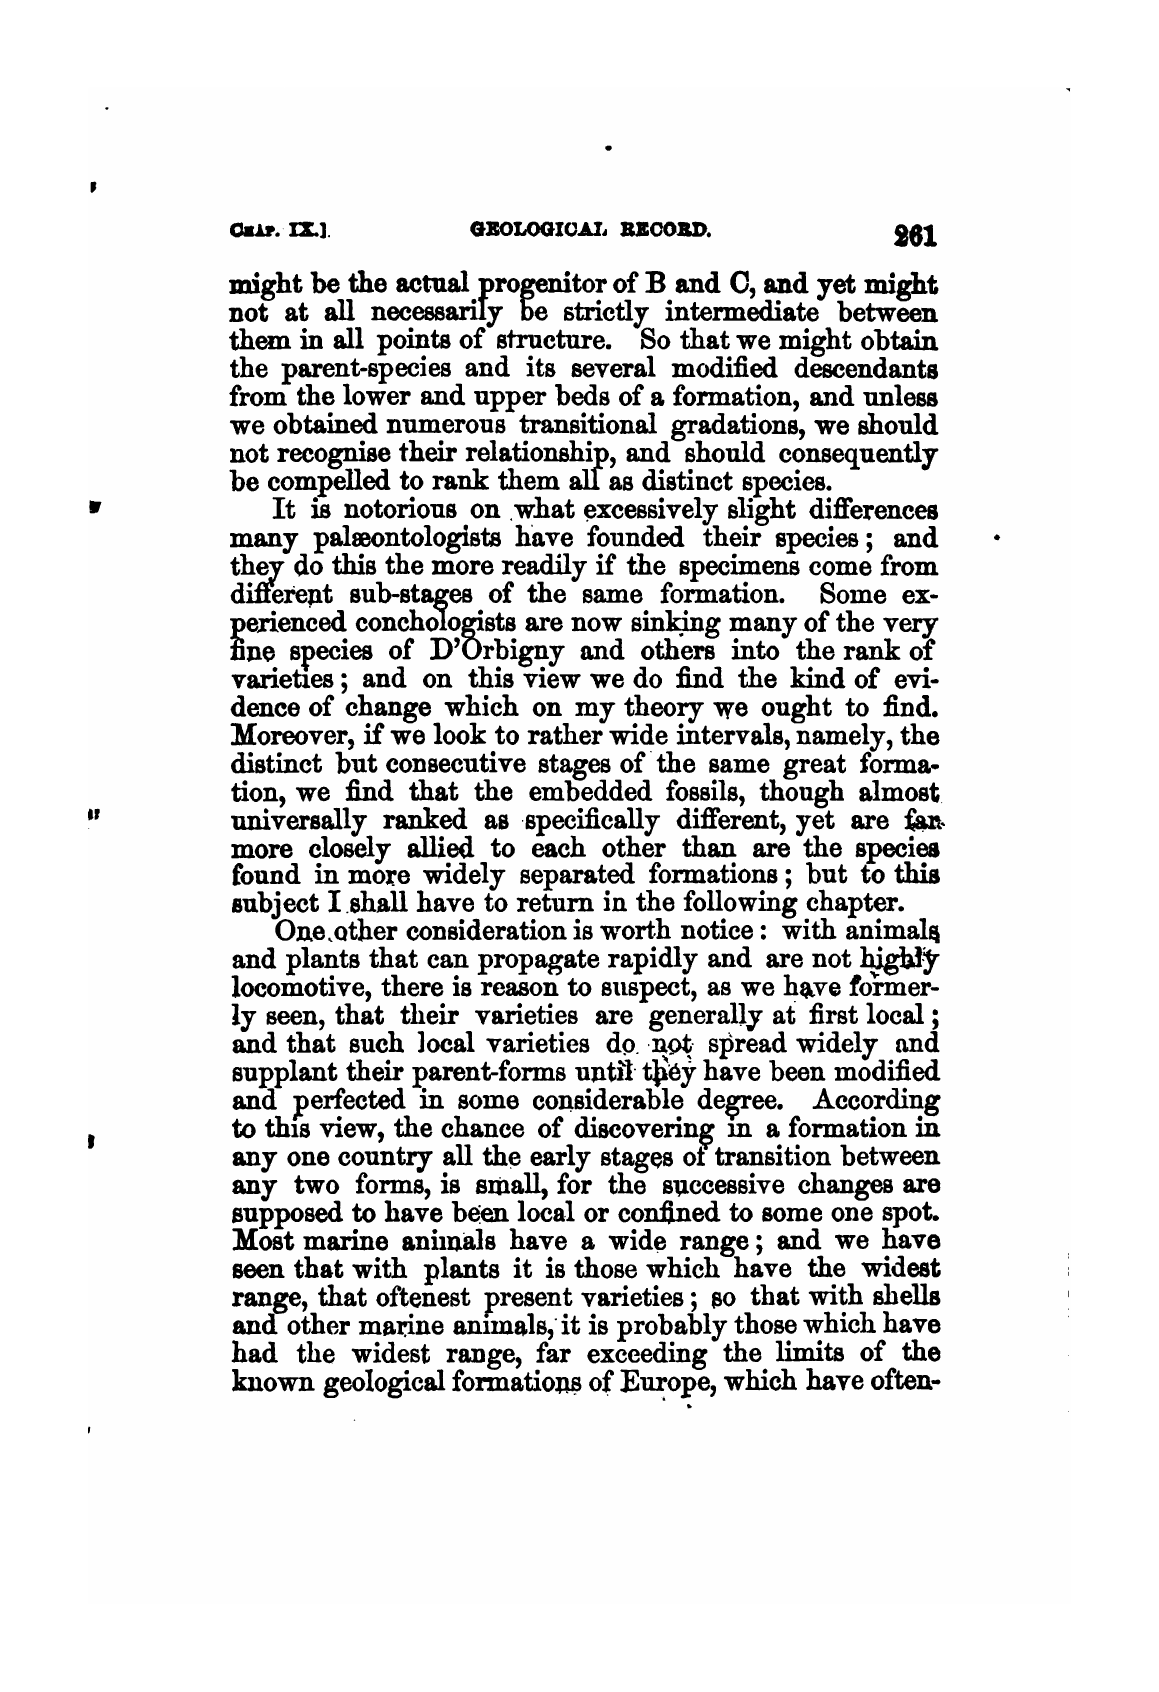 CHAP. IX.]. GEOLOGICAL RECORD. 261
might be the actual progenitor of B and C, and yet might
not at all necessarily be strictly intermediate between
them in all points of structure. So that we might obtain
the parent-species and its several modified descendants
from the lower and upper beds of a formation, and unless
we obtained numerous transitional gradations, we should
not recognise their relationship, and should consequently
be compelled to rank them all as distinct species.
It is notorious on what excessively slight differences
many palæontologists have founded their species; and
they do this the more readily if the specimens come from
different sub-stages of the same formation. Some ex-
perienced conchologists are now sinking many of the very
fine species of D'Orbigny and others into the rank of
varieties; and on this view we do find the kind of evi-
dence of change which on my theory we ought to find.
Moreover, if we look to rather wide intervals, namely, the
distinct but consecutive stages of the same great forma-
tion, we find that the embedded fossils, though almost
universally ranked as specifically different, yet are far
more closely allied to each other than are the species
found in more widely separated formations; but to this
subject I shall have to return in the following chapter.
One other consideration is worth notice: with animals
and plants that can propagate rapidly and are not highly
locomotive, there is reason to suspect, as we have former-
ly seen, that their varieties are generally at first local;
and that such local varieties do not spread widely and
supplant their parent-forms until they have been modified
and perfected in some considerable degree. According
to this view, the chance of discovering in a formation in
any one country all the early stages of transition between
any two forms, is small, for the successive changes are
supposed to have been local or confined to some one spot.
Most marine animals have a wide range; and we have
seen that with plants it is those which have the widest
range, that oftenest present varieties; so that with shells
and other marine animals, it is probably those which have
had the widest range, far exceeding the limits of the
known geological formations of Europe, which have often-